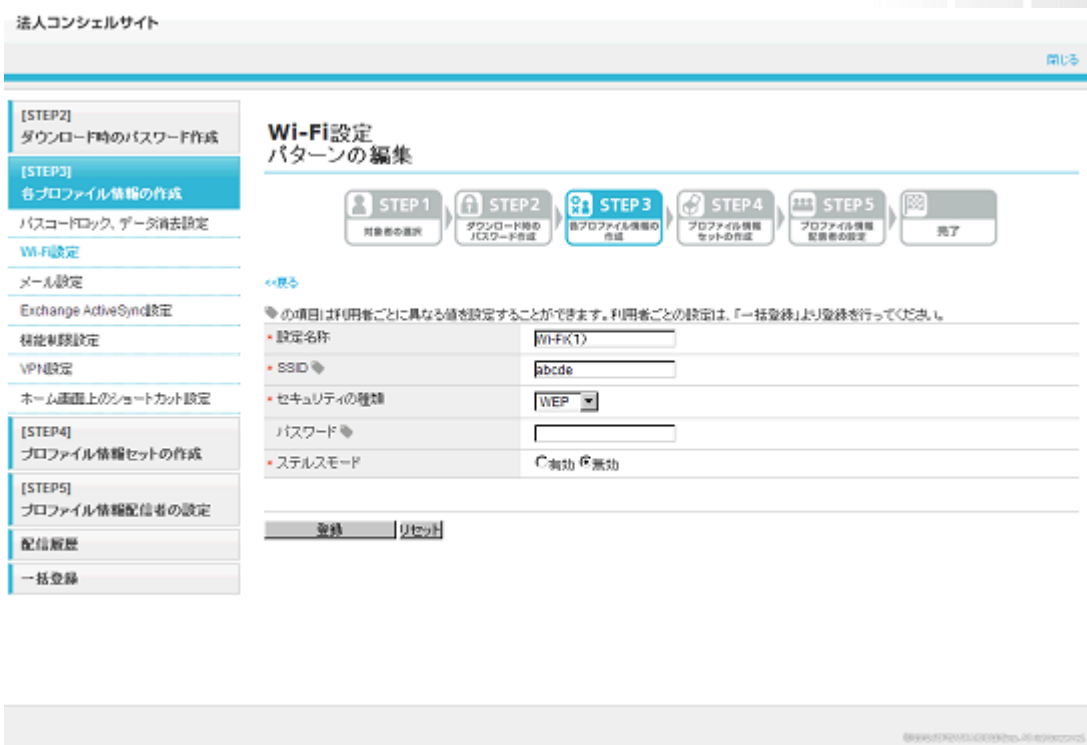 法人コンシェルサイト
閉じる
[STEP2]
ダウンロード時のパスワード作成
[STEP3]
各プロファイル情報の作成
パスコードロック、データ消去設定
Wi-Fi設定
メール設定
Exchange ActiveSync設定
機能制限設定
VPN設定
ホーム画面上のショートカット設定
[STEP4]
プロファイル情報セットの作成
[STEP5]
プロファイル情報配信者の設定
配信履歴
一括登録
Wi-Fi設定
パターンの編集
STEP1
対象者の選択
STEP2
ダウンロード時の
パスワード作成
STEP3
各プロファイル情報の
作成
STEP4
プロファイル情報
セットの作成
STEP5
プロファイル情報
配信者の設定
完了
<<戻る
の項目は利用者ごとに異なる値を設定することができます。利用者ごとの設定は、「一括登録」より登録を行ってください。
* 設定名称 Wi-Fi(1)
* SSID abcde
* セキュリティの種類 WEP
パスワード
* ステルスモード 有効 無効
登録 リセット